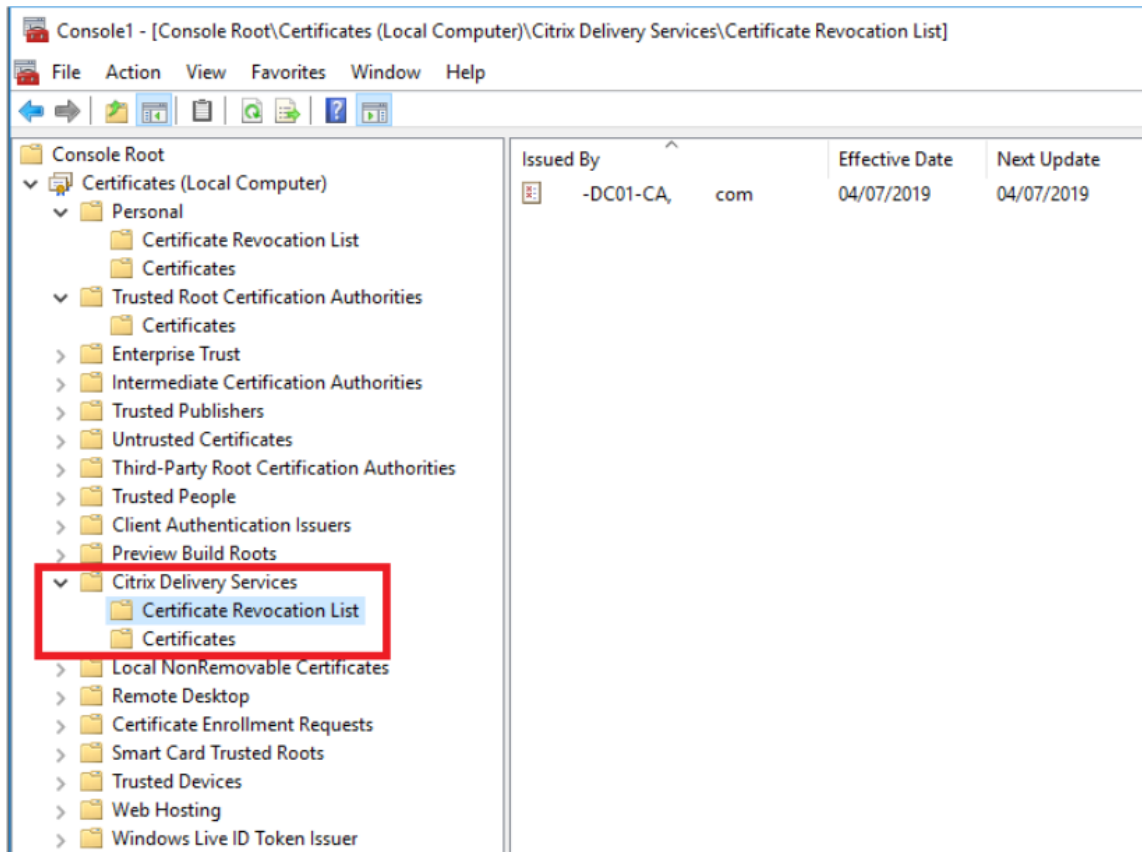 Console1 - [Console Root\Certificates (Local Computer)\Citrix Delivery Services\Certificate Revocation List]
File Action View Favorites Window Help
Console Root
Certificates (Local Computer)
Personal
Certificate Revocation List
Certificates
Trusted Root Certification Authorities
Certificates
Enterprise Trust
Intermediate Certification Authorities
Trusted Publishers
Untrusted Certificates
Third-Party Root Certification Authorities
Trusted People
Client Authentication Issuers
Preview Build Roots
Citrix Delivery Services
Certificate Revocation List
Certificates
Local NonRemovable Certificates
Remote Desktop
Certificate Enrollment Requests
Smart Card Trusted Roots
Trusted Devices
Web Hosting
Windows Live ID Token Issuer
Issued By Effective Date Next Update
-DC01-CA, com 04/07/2019 04/07/2019